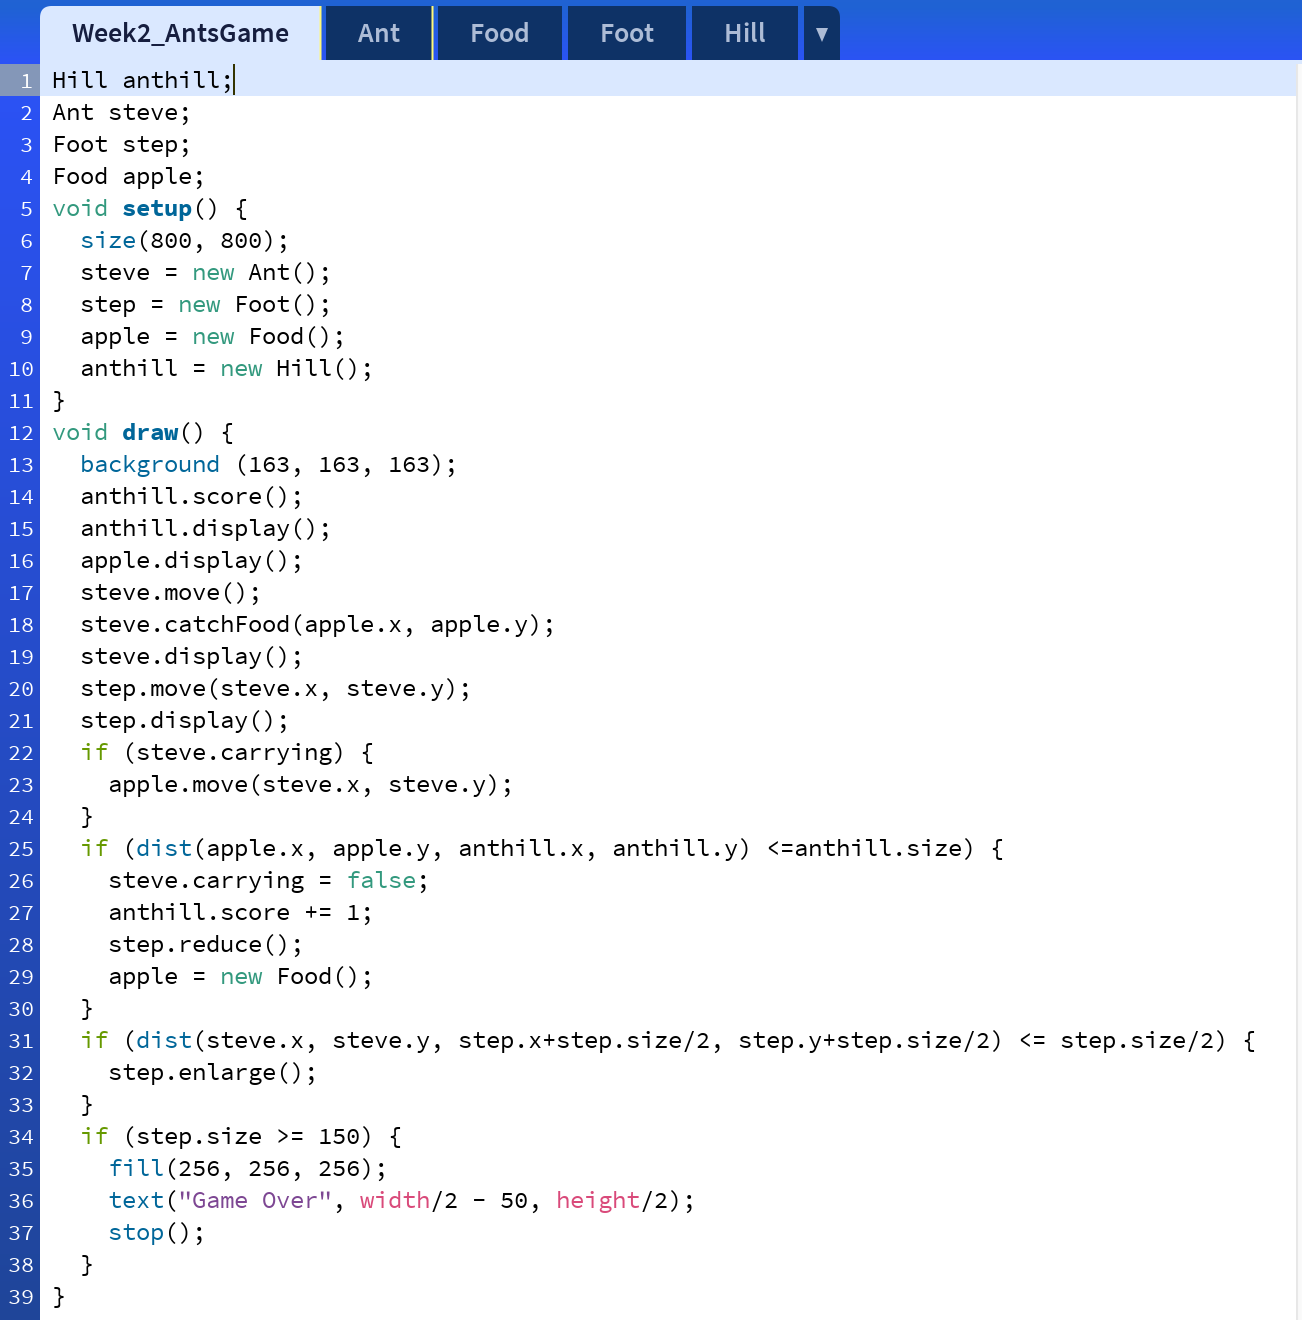 Week2_AntsGame Ant Food Foot Hill ▼
1 Hill anthill;
2 Ant steve;
3 Foot step;
4 Food apple;
5 void setup() {
6   size(800, 800);
7   steve = new Ant();
8   step = new Foot();
9   apple = new Food();
10   anthill = new Hill();
11 }
12 void draw() {
13   background (163, 163, 163);
14   anthill.score();
15   anthill.display();
16   apple.display();
17   steve.move();
18   steve.catchFood(apple.x, apple.y);
19   steve.display();
20   step.move(steve.x, steve.y);
21   step.display();
22   if (steve.carrying) {
23     apple.move(steve.x, steve.y);
24   }
25   if (dist(apple.x, apple.y, anthill.x, anthill.y) <=anthill.size) {
26     steve.carrying = false;
27     anthill.score += 1;
28     step.reduce();
29     apple = new Food();
30   }
31   if (dist(steve.x, steve.y, step.x+step.size/2, step.y+step.size/2) <= step.size/2) {
32     step.enlarge();
33   }
34   if (step.size >= 150) {
35     fill(256, 256, 256);
36     text("Game Over", width/2 - 50, height/2);
37     stop();
38   }
39 }